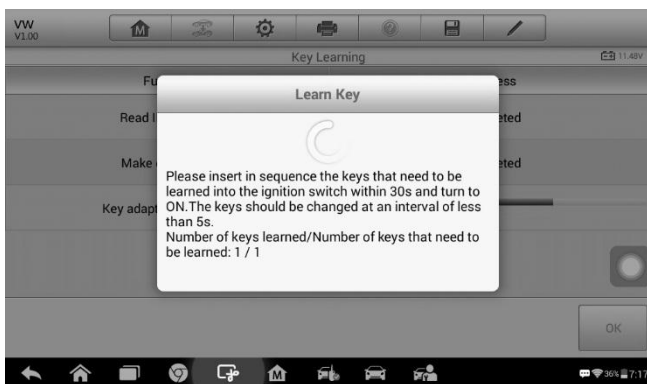 VW
V1.00
Key Learning
11.48V
Learn Key
Read
Make
Key adapt
Please insert in sequence the keys that need to be
learned into the ignition switch within 30s and turn to
ON.The keys should be changed at an interval of less
than 5s.
Number of keys learned/Number of keys that need to
be learned: 1 / 1
OK
36%
7:17